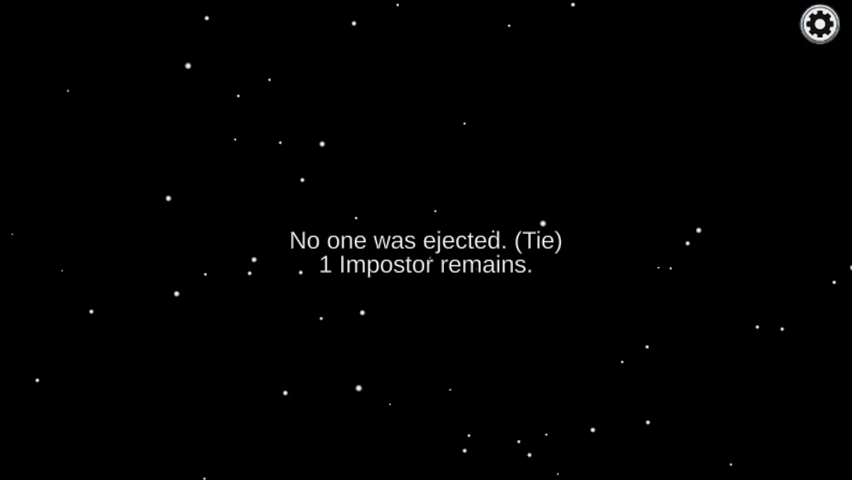 No one was ejected. (Tie)
1 Impostor remains.